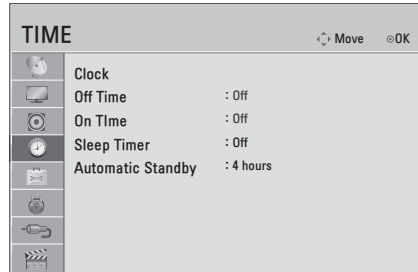 TIME
Move
OK
Clock
Off Time : Off
On TIme : Off
Sleep Timer : Off
Automatic Standby : 4 hours